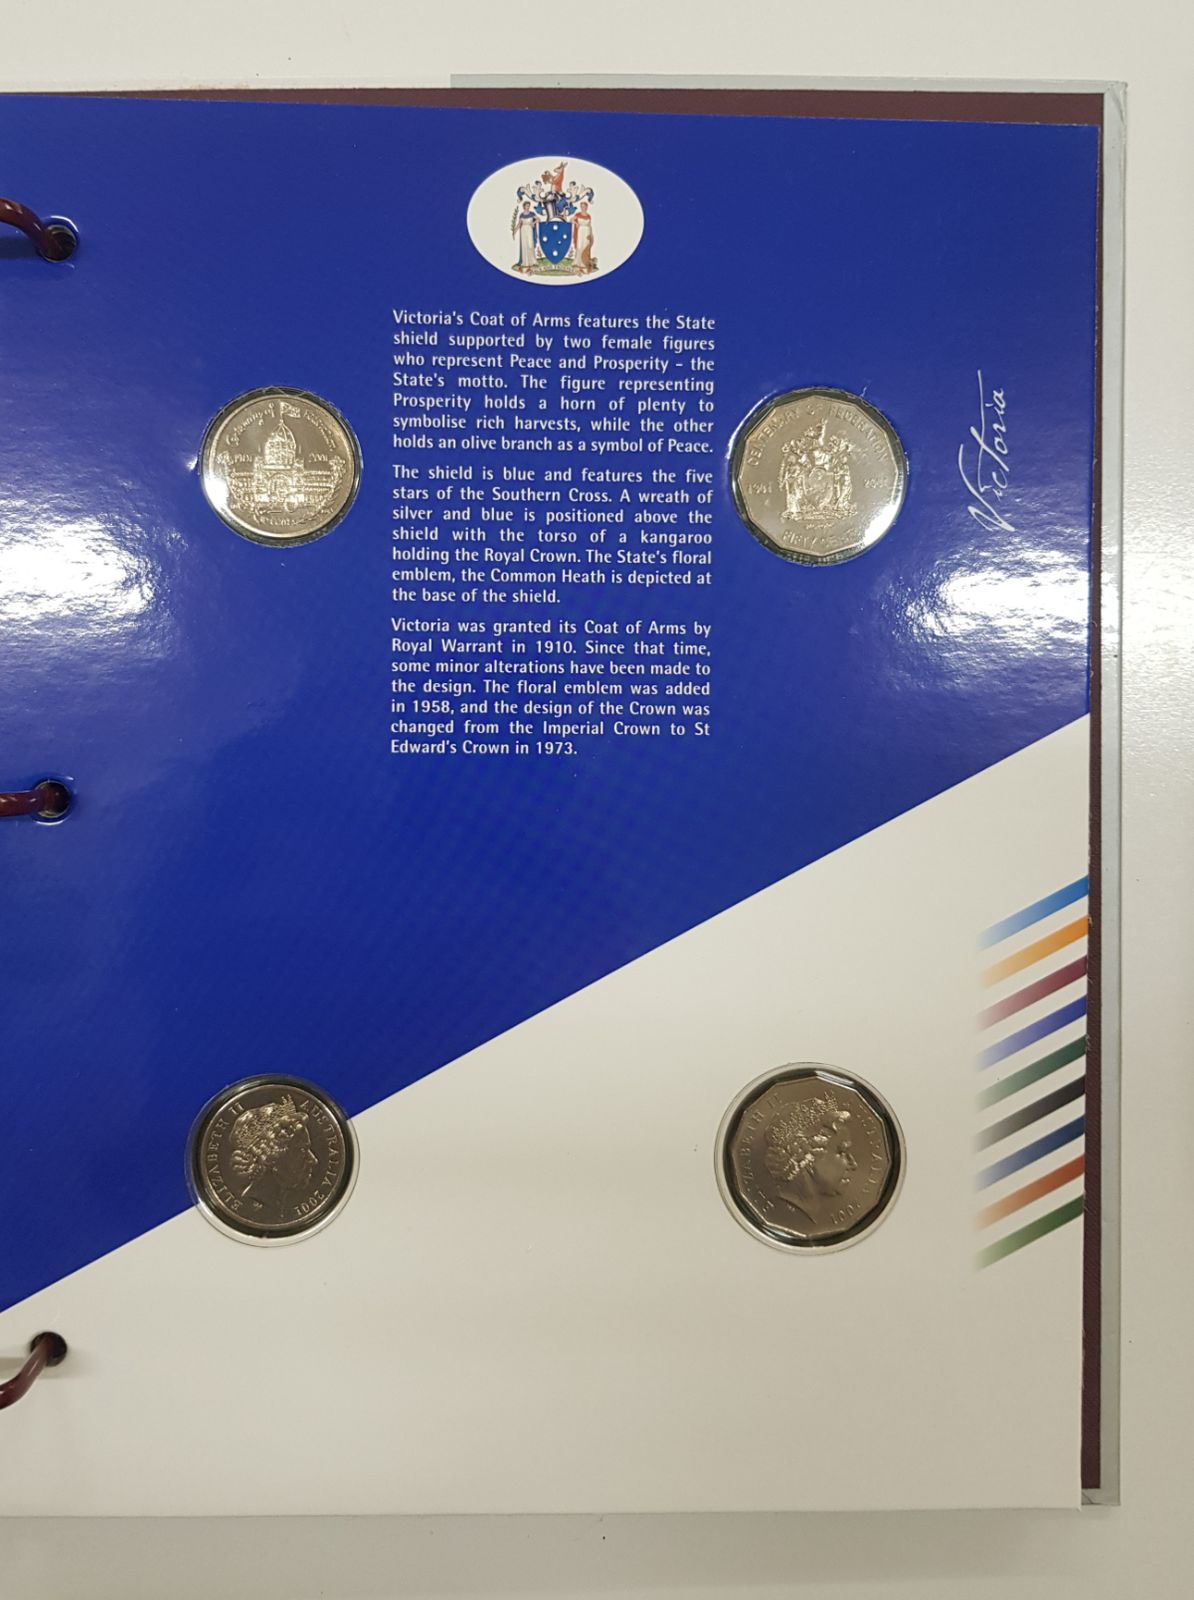 Victoria's Coat of Arms features the State
shield supported by two female figures
who represent Peace and Prosperity - the
State's motto. The figure representing
Prosperity holds a horn of plenty to
symbolise rich harvests, while the other
holds an olive branch as a symbol of Peace.
The shield is blue and features the five
stars of the Southern Cross. A wreath of
silver and blue is positioned above the
shield with the torso of a kangaroo
holding the Royal Crown. The State's floral
emblem, the Common Heath is depicted at
the base of the shield.
Victoria was granted its Coat of Arms by
Royal Warrant in 1910. Since that time,
some minor alterations have been made to
the design. The floral emblem was added
in 1958, and the design of the Crown was
changed from the Imperial Crown to St
Edward's Crown in 1973.
Centenary of
1901 2001
CENTENARY OF FEDERATION
1901
Victoria
ELIZABETH II AUSTRALIA 2001
ELIZABETH II AUSTRALIA 2001